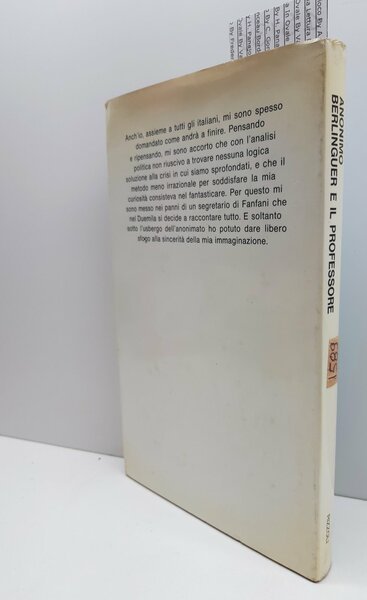 Anch'io, assieme a tutti gli italiani, mi sono spesso
domandato come andrà a finire. Pensando
e ripensando, mi sono accorto che con l'analisi
politica non riuscivo a trovare nessuna logica
soluzione alla crisi in cui siamo sprofondati, e che il
metodo meno irrazionale per soddisfare la mia
curiosità consisteva nel fantasticare. Per questo mi
sono messo nei panni di un segretario di Fanfani che
nel Duemila si decide a raccontare tutto. E soltanto
sotto l'usbergo dell'anonimato ho potuto dare libero
sfogo alla sincerità della mia immaginazione.
ANONIMO
BERLINGUER E IL PROFESSORE
6851
RIZZOLI